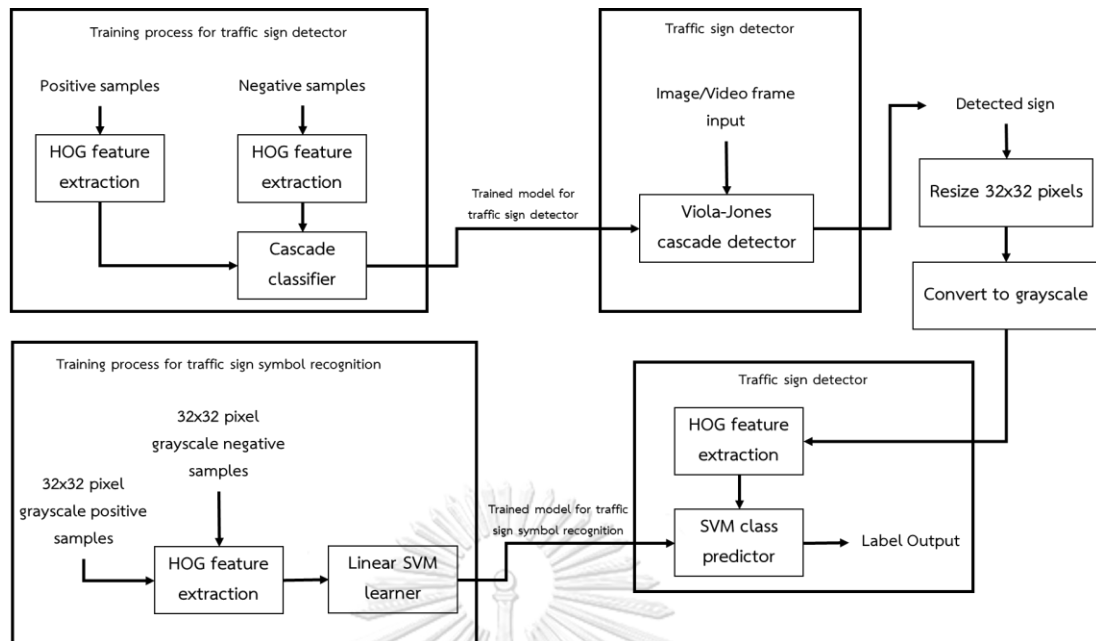 Training process for traffic sign detector
Positive samples
Negative samples
HOG feature
extraction
HOG feature
extraction
Cascade
classifier
Trained model for
traffic sign detector
Traffic sign detector
Image/Video frame
input
Viola-Jones
cascade detector
Detected sign
Resize 32x32 pixels
Convert to grayscale
Training process for traffic sign symbol recognition
32x32 pixel
grayscale negative
samples
32x32 pixel
grayscale positive
samples
HOG feature
extraction
Linear SVM
learner
Trained model for traffic
sign symbol recognition
Traffic sign detector
HOG feature
extraction
SVM class
predictor
Label Output